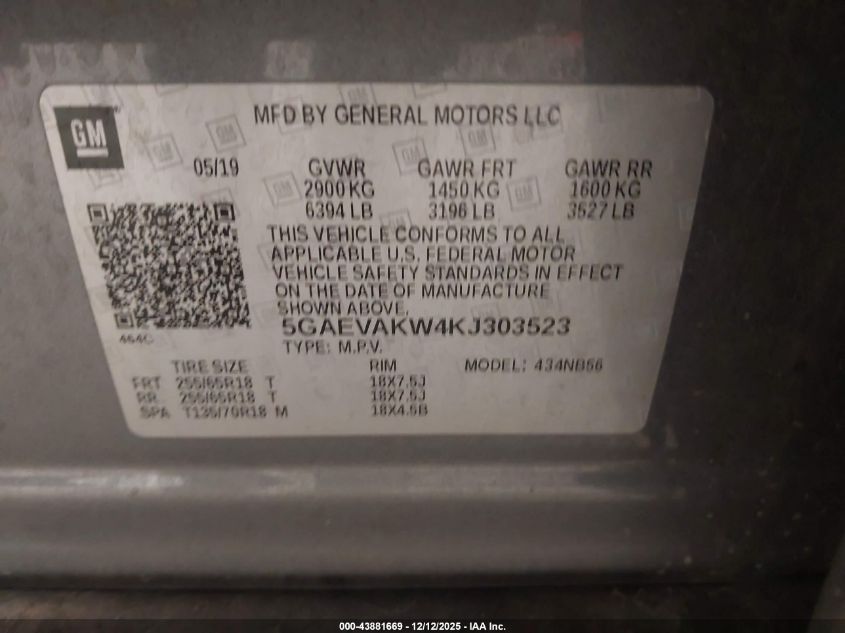 GM
MFD BY GENERAL MOTORS LLC
05/19 GVWR GAWR FRT GAWR RR
2900 KG 1450 KG 1600 KG
6394 LB 3196 LB 3527 LB
THIS VEHICLE CONFORMS TO ALL
APPLICABLE U.S. FEDERAL MOTOR
VEHICLE SAFETY STANDARDS IN EFFECT
ON THE DATE OF MANUFACTURE
SHOWN ABOVE.
5GAEVAKW4KJ303523
464C
TYPE: M.P.V.
TIRE SIZE RIM MODEL: 434NB56
FRT 255/65R18 T 18X7.5J
RR 255/65R18 T 18X7.5J
SPA T135/70R18 M 18X4.5B
000-43881669 - 12/12/2025 - IAA Inc.